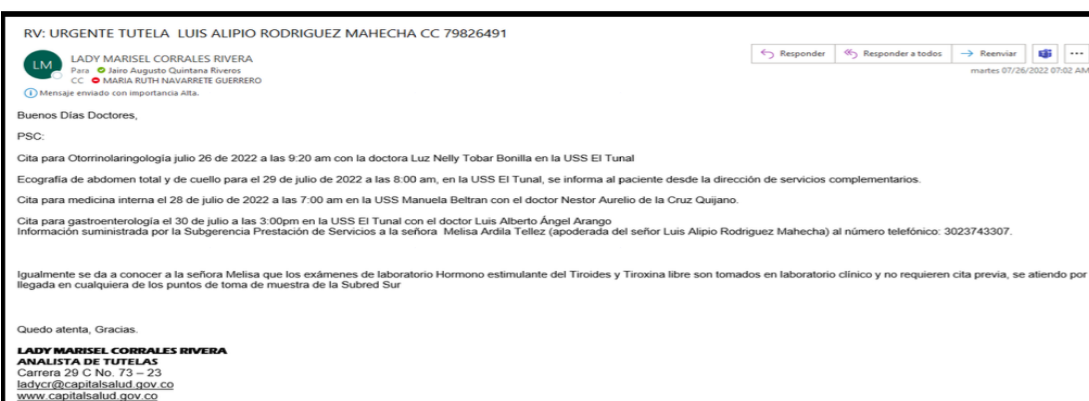 RV: URGENTE TUTELA LUIS ALIPIO RODRIGUEZ MAHECHA CC 79826491
LM
LADY MARISEL CORRALES RIVERA
Para Jairo Augusto Quintana Riveros
CC MARIA RUTH NAVARRETE GUERRERO
Responder
Responder a todos
Reenviar
...
martes 07/26/2022 07:02 AM
Mensaje enviado con importancia Alta.
Buenos Días Doctores,
PSC:
Cita para Otorrinolaringología julio 26 de 2022 a las 9:20 am con la doctora Luz Nelly Tobar Bonilla en la USS El Tunal
Ecografía de abdomen total y de cuello para el 29 de julio de 2022 a las 8:00 am, en la USS El Tunal, se informa al paciente desde la dirección de servicios complementarios.
Cita para medicina interna el 28 de julio de 2022 a las 7:00 am en la USS Manuela Beltran con el doctor Nestor Aurelio de la Cruz Quijano.
Cita para gastroenterología el 30 de julio a las 3:00pm en la USS El Tunal con el doctor Luis Alberto Ángel Arango
Información suministrada por la Subgerencia Prestación de Servicios a la señora Melisa Ardila Tellez (apoderada del señor Luis Alipio Rodriguez Mahecha) al número telefónico: 3023743307.
Igualmente se da a conocer a la señora Melisa que los exámenes de laboratorio Hormono estimulante del Tiroides y Tiroxina libre son tomados en laboratorio clínico y no requieren cita previa, se atiendo por
llegada en cualquiera de los puntos de toma de muestra de la Subred Sur
Quedo atenta, Gracias.
LADY MARISEL CORRALES RIVERA
ANALISTA DE TUTELAS
Carrera 29 C No. 73 – 23
ladycr@capitalsalud.gov.co
www.capitalsalud.gov.co